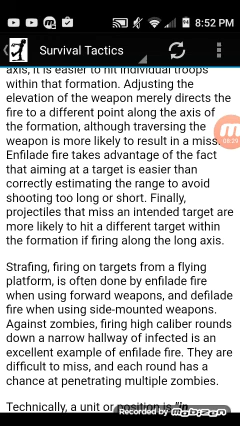 8:52 PM
Survival Tactics
axis, it is easier to hit individual troops
within that formation. Adjusting the
elevation of the weapon merely directs the
fire to a different point along the axis of
the formation, although traversing the
weapon is more likely to result in a miss.
Enfilade fire takes advantage of the fact
that aiming at a target is easier than
correctly estimating the range to avoid
shooting too long or short. Finally,
projectiles that miss an intended target are
more likely to hit a different target within
the formation if firing along the long axis.
Strafing, firing on targets from a flying
platform, is often done by enfilade fire
when using forward weapons, and defilade
fire when using side-mounted weapons.
Against zombies, firing high caliber rounds
down a narrow hallway of infected is an
excellent example of enfilade fire. They are
difficult to miss, and each round has a
chance at penetrating multiple zombies.
Technically, a unit or position is "in
Recorded by mobizen